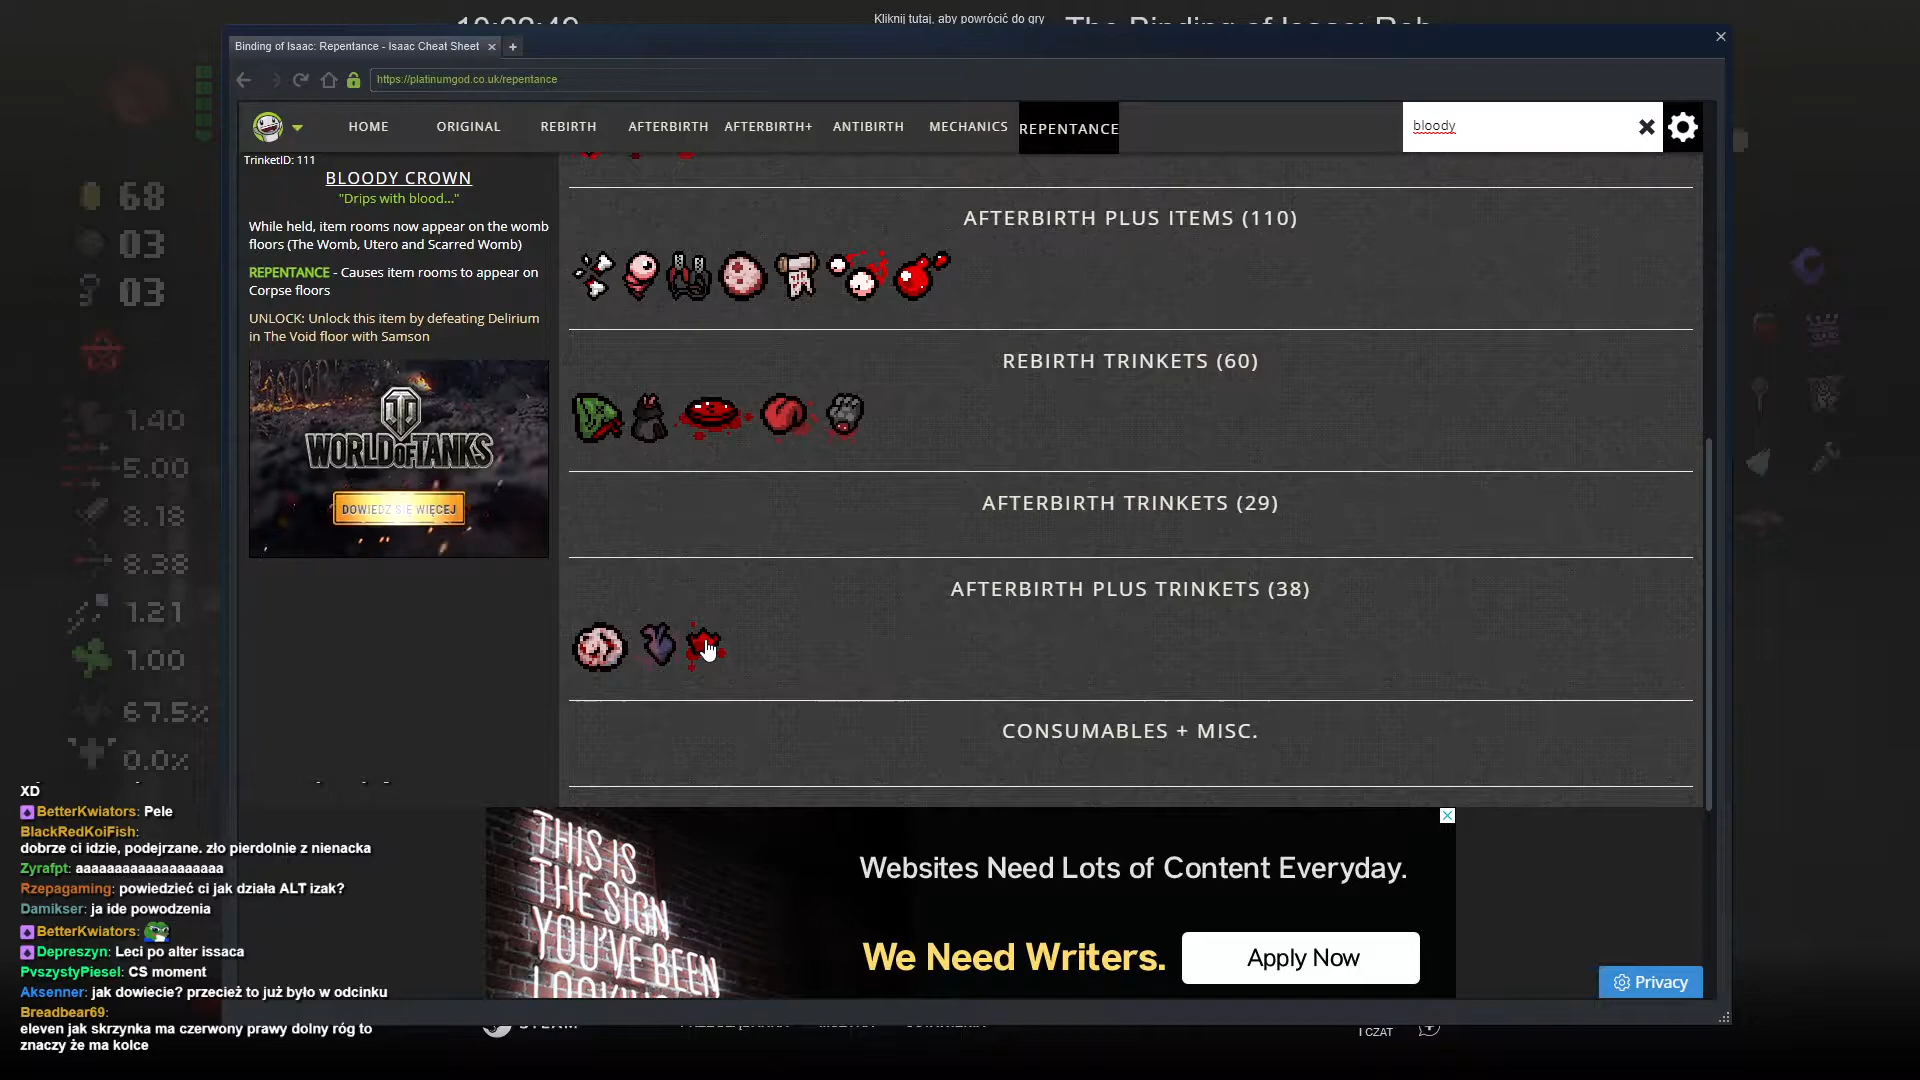 Kliknij tutaj, aby powrócić do gry
Binding of Isaac: Repentance - Isaac Cheat Sheet
https://platinumgod.co.uk/repentance
HOME
ORIGINAL
REBIRTH
AFTERBIRTH
AFTERBIRTH+
ANTIBIRTH
MECHANICS
REPENTANCE
bloody
TrinketID: 111
BLOODY CROWN
"Drips with blood..."
While held, item rooms now appear on the womb
floors (The Womb, Utero and Scarred Womb)
REPENTANCE - Causes item rooms to appear on
Corpse floors
UNLOCK: Unlock this item by defeating Delirium
in The Void floor with Samson
WORLD OF TANKS
DOWIEDZ SIĘ WIĘCEJ
AFTERBIRTH PLUS ITEMS (110)
REBIRTH TRINKETS (60)
AFTERBIRTH TRINKETS (29)
AFTERBIRTH PLUS TRINKETS (38)
CONSUMABLES + MISC.
68
03
03
1.40
5.00
8.18
8.38
1.21
1.00
67.5%
0.0%
XD
BetterKwiators: Pele
BlackRedKoiFish:
dobrze ci idzie, podejrzane. zło pierdolnie z nienacka
Zyrafpt: aaaaaaaaaaaaaaaaaaa
Rzepagaming: powiedzieć ci jak działa ALT izak?
Damikser: ja ide powodzenia
BetterKwiators:
Depreszyn: Leci po alter issaca
PvszystyPiesel: CS moment
Aksenner: jak dowiecie? przecież to już było w odcinku
Breadbear69:
eleven jak skrzynka ma czerwony prawy dolny róg to
znaczy że ma kolce
THIS IS
THE SIGN
YOU'VE BEEN
Websites Need Lots of Content Everyday.
We Need Writers.
Apply Now
Privacy
CZAT